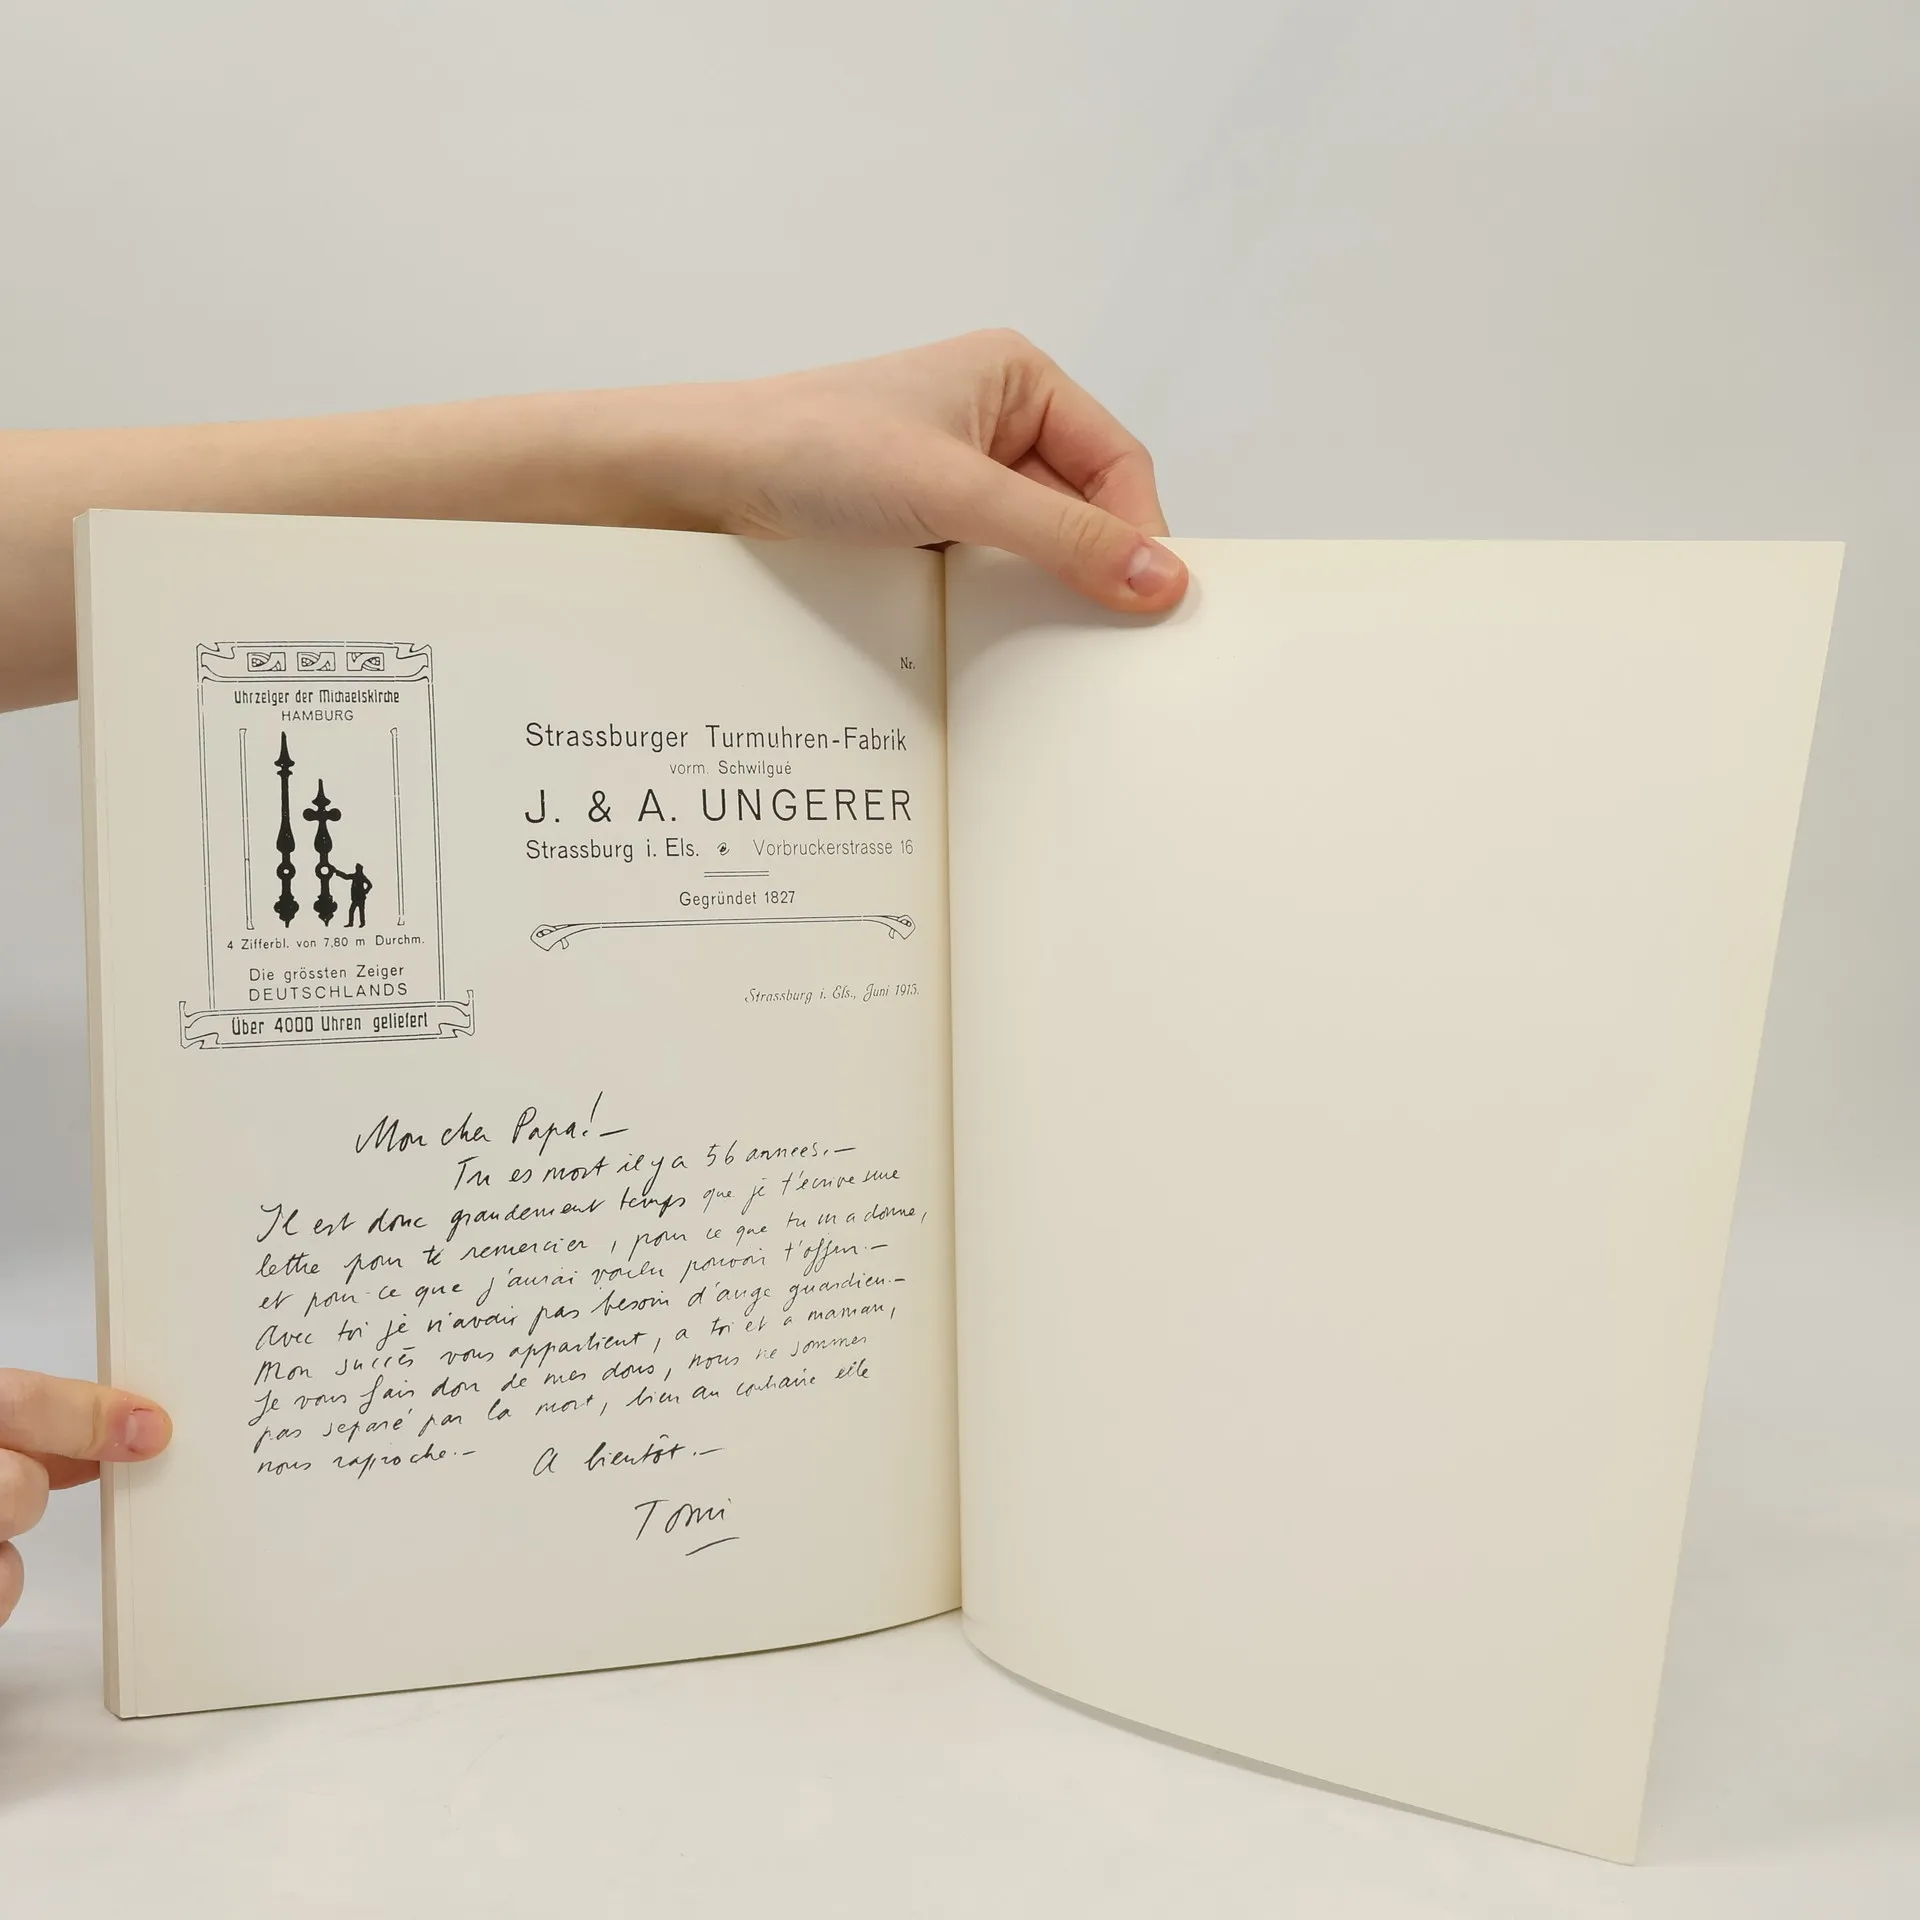 Uhrzeiger der Michaelskirche
HAMBURG
4 Zifferbl. von 7,80 m Durchm.
Die grössten Zeiger
DEUTSCHLANDS
Über 4000 Uhren geliefert
Nr.
Strassburger Turmuhren-Fabrik
vorm. Schwilgué
J. & A. UNGERER
Strassburg i. Els. Vorbruckerstrasse 16
Gegründet 1827
Strassburg i. Els., Juni 1915.
Mon cher Papa! —
Tu es mort il y a 56 années. —
Il est donc grandement temps que je t'écrive une
lettre pour te remercier, pour ce que tu m'a donné,
et pour ce que j'aurai voulu pouvoir t'offrir. —
Avec toi je n'avais pas besoin d'ange guardien. —
Mon succès vous appartient, a toi et a maman,
Je vous fais don de mes dons, nous ne sommes
pas separé par la mort, bien au contraire elle
nous raproche. — A bientôt. —
Tomi